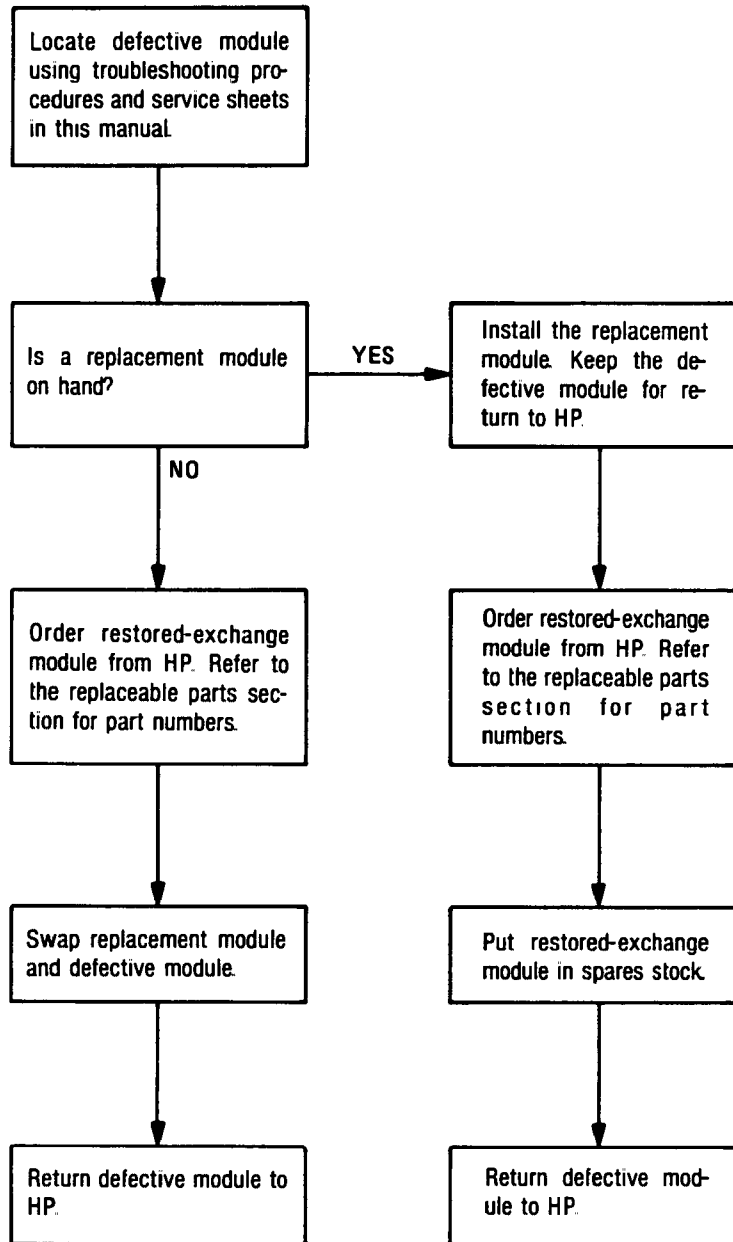 Locate defective module
using troubleshooting pro-
cedures and service sheets
in this manual.
Is a replacement module
on hand?
YES
Install the replacement
module. Keep the de-
fective module for re-
turn to HP.
NO
Order restored-exchange
module from HP. Refer to
the replaceable parts sec-
tion for part numbers.
Order restored-exchange
module from HP. Refer
to the replaceable parts
section for part
numbers.
Swap replacement module
and defective module.
Put restored-exchange
module in spares stock.
Return defective module to
HP.
Return defective mod-
ule to HP.